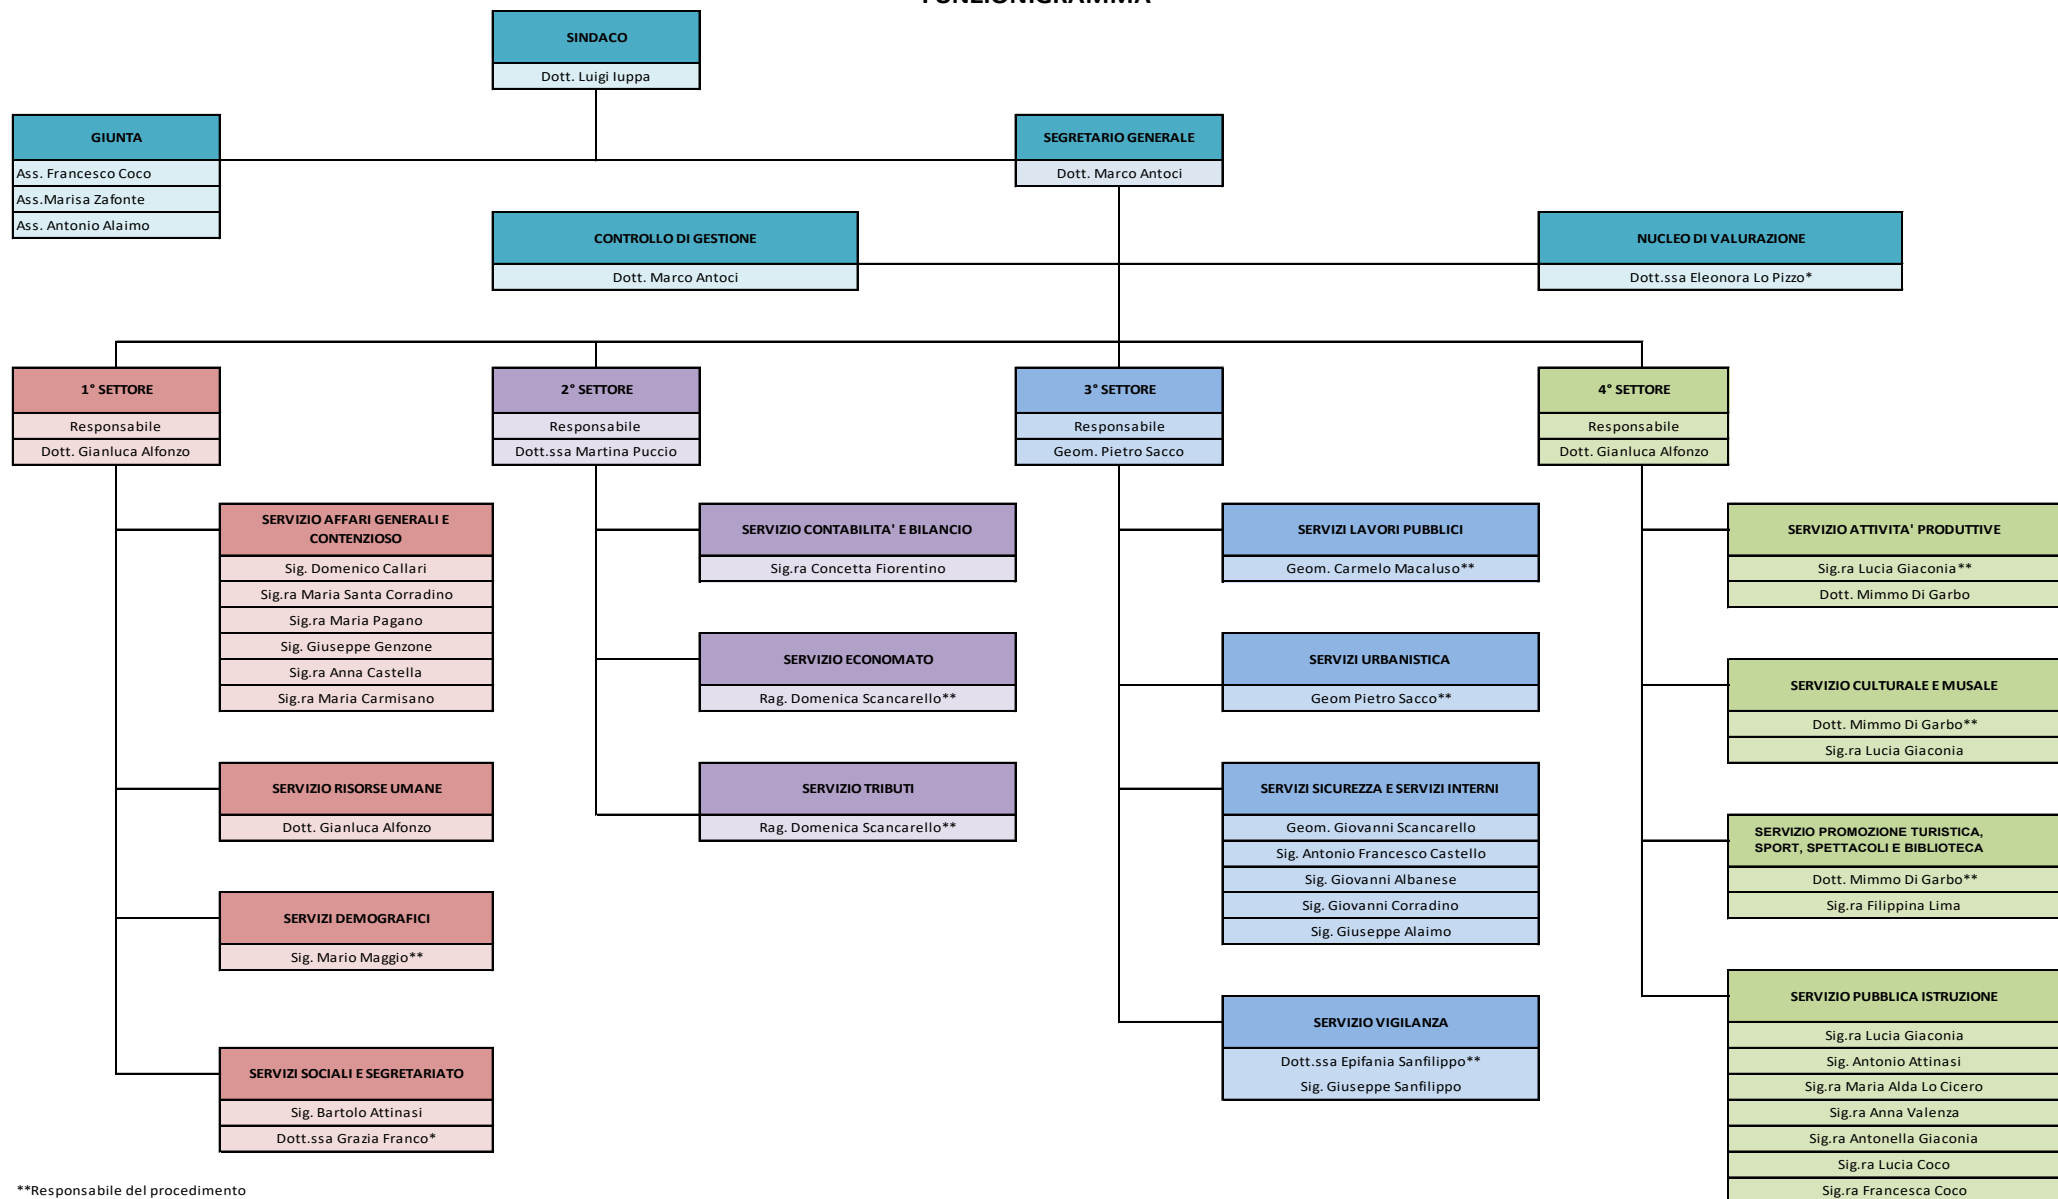 FUNZIONIGRAMMA
SINDACO
Dott. Luigi Iuppa
GIUNTA
Ass. Francesco Coco
Ass.Marisa Zafonte
Ass. Antonio Alaimo
SEGRETARIO GENERALE
Dott. Marco Antoci
CONTROLLO DI GESTIONE
Dott. Marco Antoci
NUCLEO DI VALURAZIONE
Dott.ssa Eleonora Lo Pizzo*
1° SETTORE
Responsabile
Dott. Gianluca Alfonzo
SERVIZIO AFFARI GENERALI E
CONTENZIOSO
Sig. Domenico Callari
Sig.ra Maria Santa Corradino
Sig.ra Maria Pagano
Sig. Giuseppe Genzone
Sig.ra Anna Castella
Sig.ra Maria Carmisano
SERVIZIO RISORSE UMANE
Dott. Gianluca Alfonzo
SERVIZI DEMOGRAFICI
Sig. Mario Maggio**
SERVIZI SOCIALI E SEGRETARIATO
Sig. Bartolo Attinasi
Dott.ssa Grazia Franco*
2° SETTORE
Responsabile
Dott.ssa Martina Puccio
SERVIZIO CONTABILITA' E BILANCIO
Sig.ra Concetta Fiorentino
SERVIZIO ECONOMATO
Rag. Domenica Scancarello**
SERVIZIO TRIBUTI
Rag. Domenica Scancarello**
3° SETTORE
Responsabile
Geom. Pietro Sacco
SERVIZI LAVORI PUBBLICI
Geom. Carmelo Macaluso**
SERVIZI URBANISTICA
Geom Pietro Sacco**
SERVIZI SICUREZZA E SERVIZI INTERNI
Geom. Giovanni Scancarello
Sig. Antonio Francesco Castello
Sig. Giovanni Albanese
Sig. Giovanni Corradino
Sig. Giuseppe Alaimo
SERVIZIO VIGILANZA
Dott.ssa Epifania Sanfilippo**
Sig. Giuseppe Sanfilippo
4° SETTORE
Responsabile
Dott. Gianluca Alfonzo
SERVIZIO ATTIVITA' PRODUTTIVE
Sig.ra Lucia Giaconia**
Dott. Mimmo Di Garbo
SERVIZIO CULTURALE E MUSALE
Dott. Mimmo Di Garbo**
Sig.ra Lucia Giaconia
SERVIZIO PROMOZIONE TURISTICA,
SPORT, SPETTACOLI E BIBLIOTECA
Dott. Mimmo Di Garbo**
Sig.ra Filippina Lima
SERVIZIO PUBBLICA ISTRUZIONE
Sig.ra Lucia Giaconia
Sig. Antonio Attinasi
Sig.ra Maria Alda Lo Cicero
Sig.ra Anna Valenza
Sig.ra Antonella Giaconia
Sig.ra Lucia Coco
Sig.ra Francesca Coco
**Responsabile del procedimento